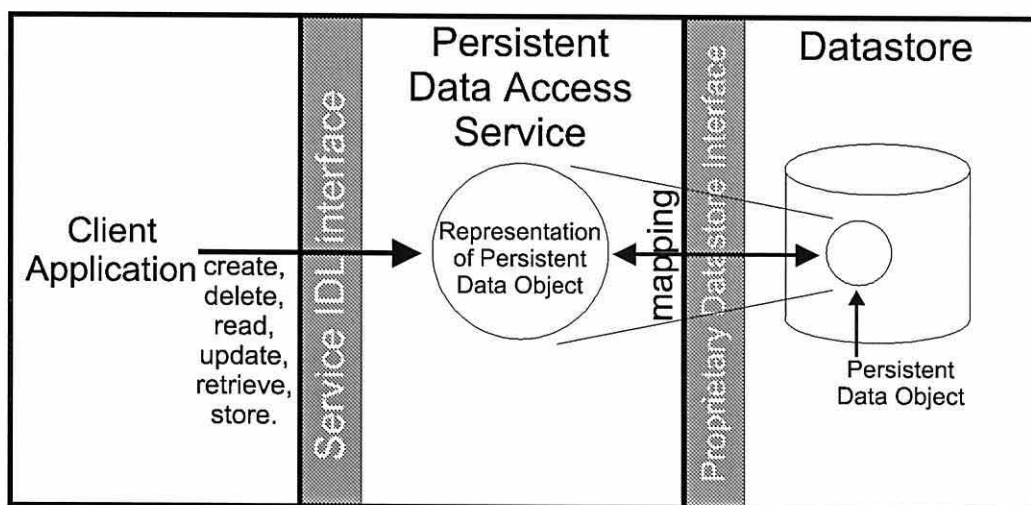 Client
Application
create,
delete,
read,
update,
retrieve,
store.
Service IDL interface
Persistent
Data Access
Service
Representation
of Persistent
Data Object
mapping
Proprietary Datastore Interface
Datastore
Persistent
Data Object